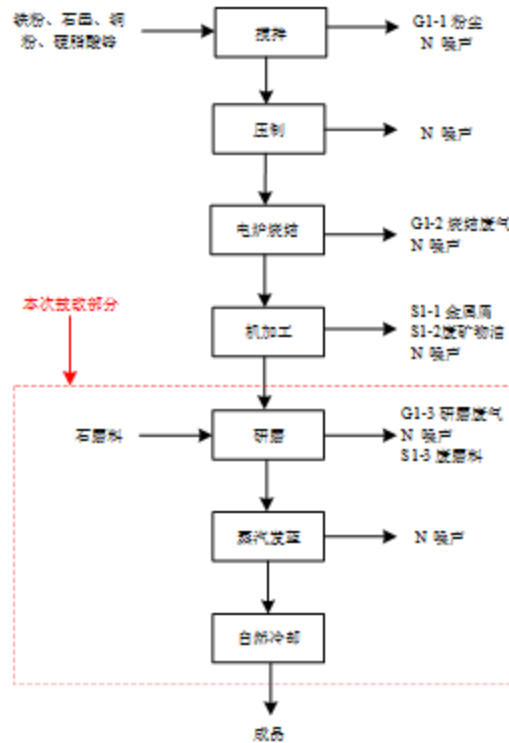 铁粉、石墨、铜
粉、硬脂酸锌
搅拌
G1-1 粉尘
N 噪声
压制
N 噪声
电炉烧结
G1-2 烧结废气
N 噪声
本次技改部分
机加工
S1-1 金属屑
S1-2废矿物油
N 噪声
石磨料
研磨
G1-3 研磨废气
N 噪声
S1-3 废磨料
蒸汽发蓝
N 噪声
自然冷却
成品